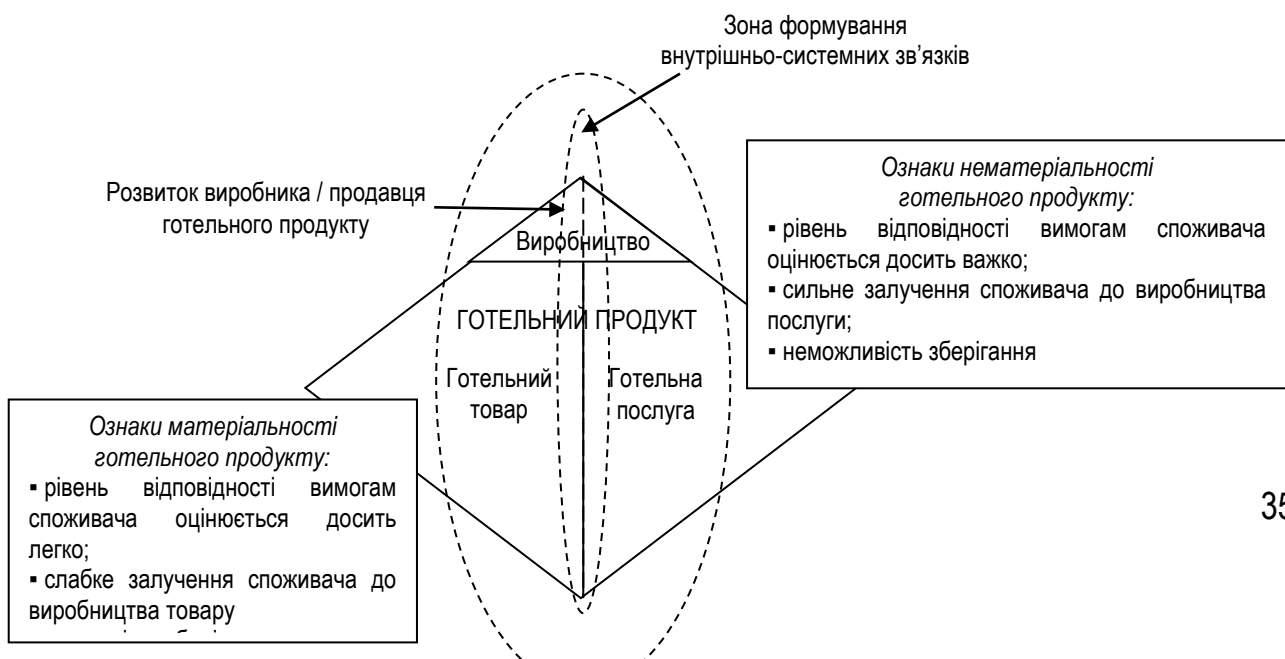 Зона формування
внутрішньо-системних зв’язків
Розвиток виробника / продавця
готельного продукту
Виробництво
ГОТЕЛЬНИЙ ПРОДУКТ
Готельний
товар
Готельна
послуга
Ознаки нематеріальності
готельного продукту:
▪ рівень відповідності вимогам споживача
оцінюється досить важко;
▪ сильне залучення споживача до виробництва
послуги;
▪ неможливість зберігання
Ознаки матеріальності
готельного продукту:
▪ рівень відповідності вимогам
споживача оцінюється досить
легко;
▪ слабке залучення споживача до
виробництва товару
35